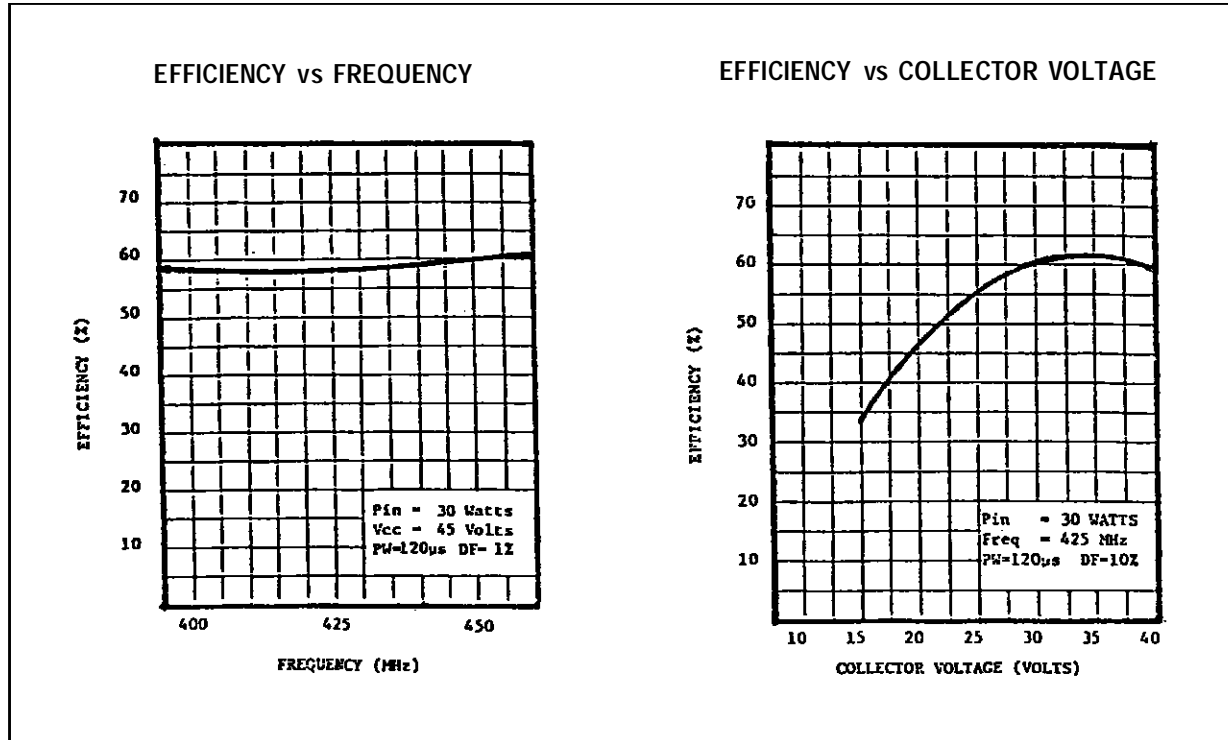 EFFICIENCY vs FREQUENCY
70
60
50
40
30
20
10
EFFICIENCY (%)
Pin = 30 Watts
Vcc = 45 Volts
PW=120µs DF= 1%
400 425 450
FREQUENCY (MHz)
EFFICIENCY vs COLLECTOR VOLTAGE
70
60
50
40
30
20
10
EFFICIENCY (%)
Pin = 30 WATTS
Freq = 425 MHz
PW=120µs DF=10%
10 15 20 25 30 35 40
COLLECTOR VOLTAGE (VOLTS)